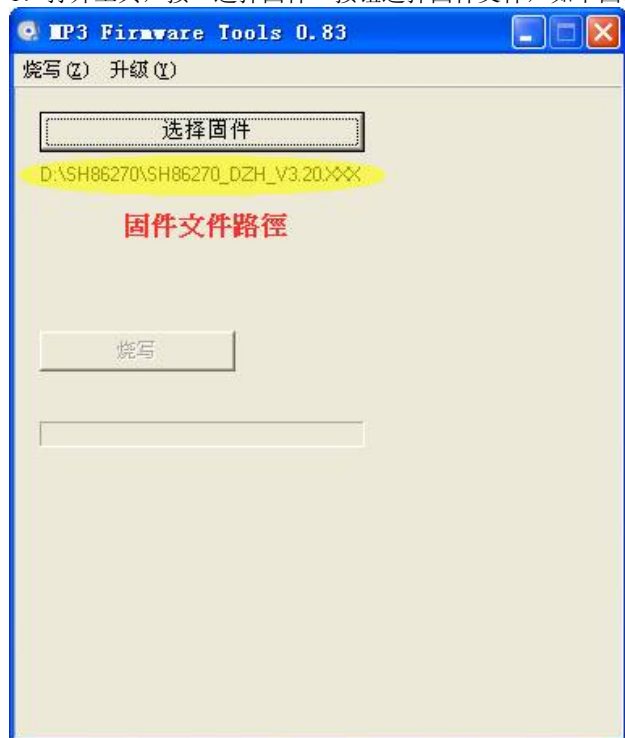 MP3 Firmware Tools 0.83
烧写(Z) 升级(Y)
选择固件
D:\SH86270\SH86270_DZH_V3.20.XXX
固件文件路徑
烧写